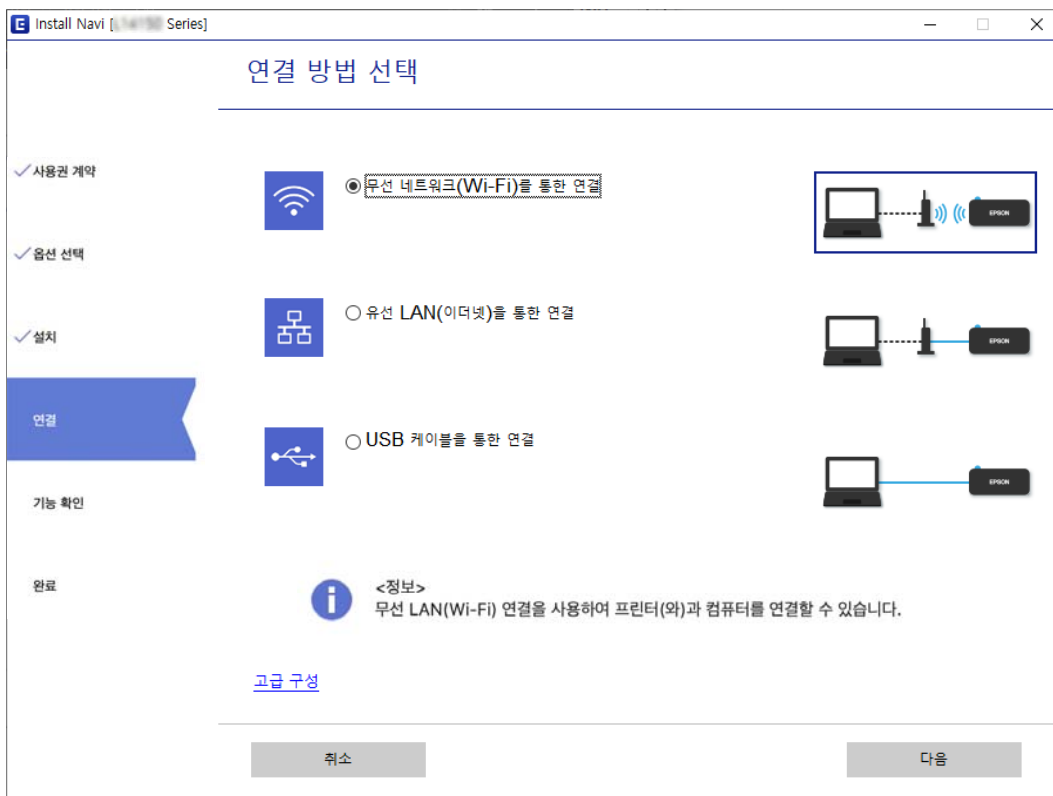 Install Navi [ Series]
연결 방법 선택
사용권 계약
옵션 선택
설치
연결
기능 확인
완료
무선 네트워크(Wi-Fi)를 통한 연결
EPSON
유선 LAN(이더넷)을 통한 연결
EPSON
USB 케이블을 통한 연결
EPSON
<정보>
무선 LAN(Wi-Fi) 연결을 사용하여 프린터(와)과 컴퓨터를 연결할 수 있습니다.
고급 구성
취소
다음